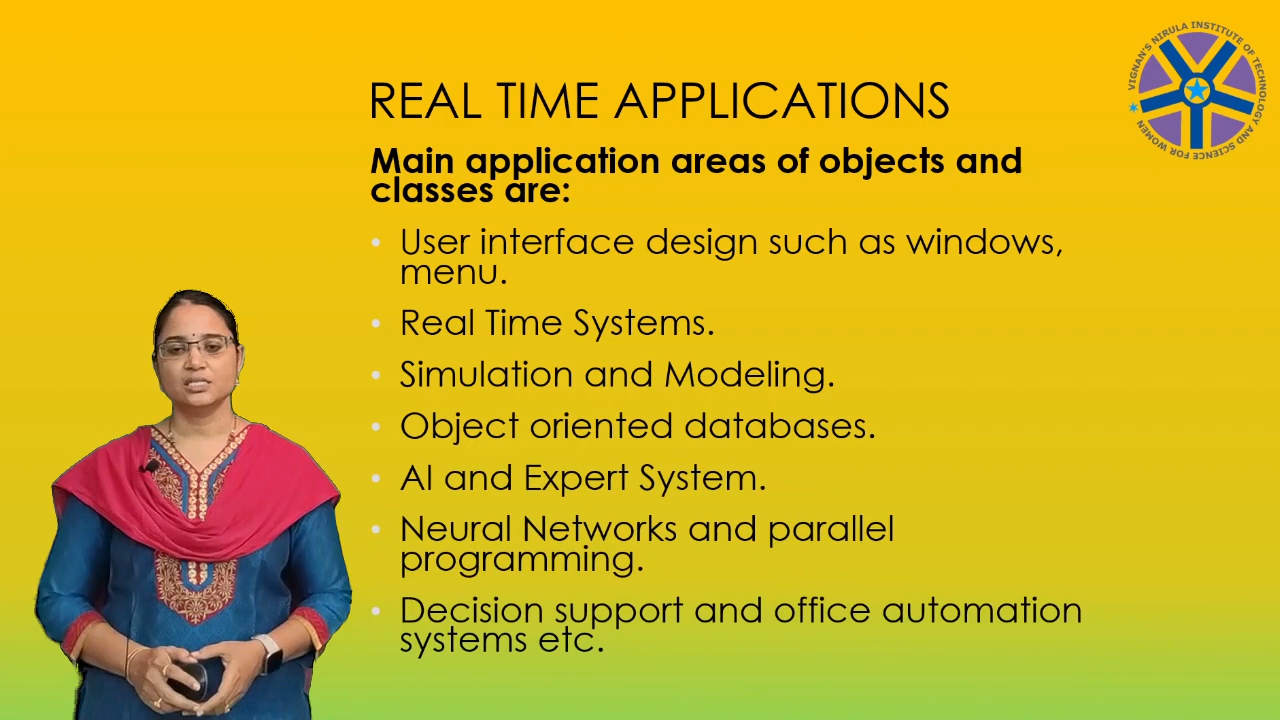 REAL TIME APPLICATIONS
Main application areas of objects and
classes are:
• User interface design such as windows,
menu.
• Real Time Systems.
• Simulation and Modeling.
• Object oriented databases.
• AI and Expert System.
• Neural Networks and parallel
programming.
• Decision support and office automation
systems etc.
VIGNAN'S NIRULA INSTITUTE OF TECHNOLOGY AND SCIENCE FOR WOMEN